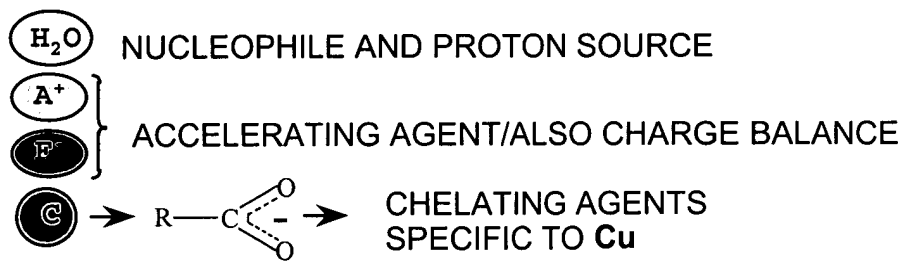 H₂O NUCLEOPHILE AND PROTON SOURCE
A⁺
F⁻ ACCELERATING AGENT/ALSO CHARGE BALANCE
C R C O O - CHELATING AGENTS
SPECIFIC TO Cu